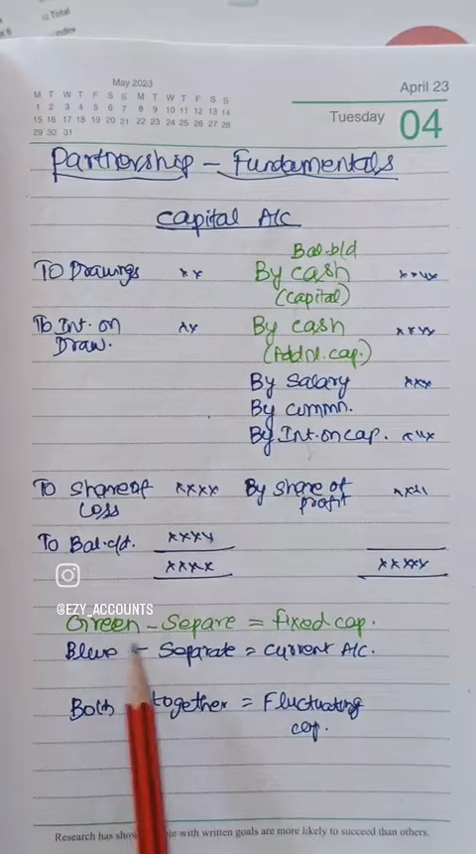 Total
index
May 2023
M T W T F S S M T W T F S S
1 2 3 4 5 6 7 8 9 10 11 12 13 14
15 16 17 18 19 20 21 22 23 24 25 26 27 28
29 30 31
April 23
Tuesday 04
Partnership – Fundamentals
Capital A/c
Bal. b/d
To Drawings xx By cash xxxx
(Capital)
To Int. on xx By cash xxxx
Draw. (Addnl. cap.)
By Salary xxx
By commn.
By Int. on cap. xxx
To Share of xxxx By Share of xxxx
Loss profit
To Bal. c/d. xxxx
xxxx xxxxx
@EZY_ACCOUNTS
Green – Separe = fixed cap.
Blue – Separate = Current A/c.
Both together = Fluctuating
cap.
Research has with written goals are more likely to succeed than others.